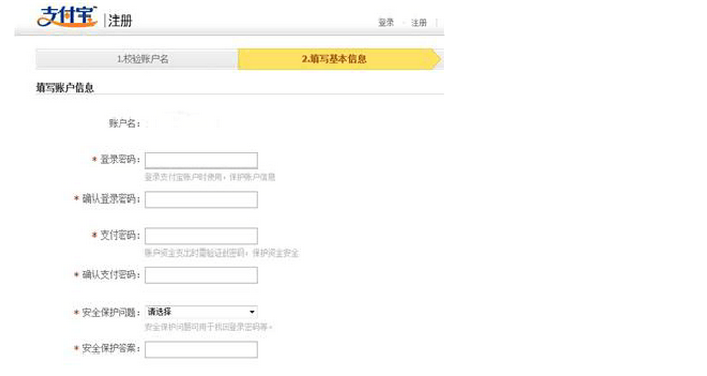 支付宝 | 注册
登录 注册 |
1.校验账户名 2.填写基本信息
填写账户信息
账户名：
* 登录密码：
登录支付宝账户时使用，保护账户信息
* 确认登录密码：
* 支付密码：
账户资金支出时需验证此密码，保护资金安全
* 确认支付密码：
* 安全保护问题： 请选择
安全保护问题可用于找回登录密码等。
* 安全保护答案：